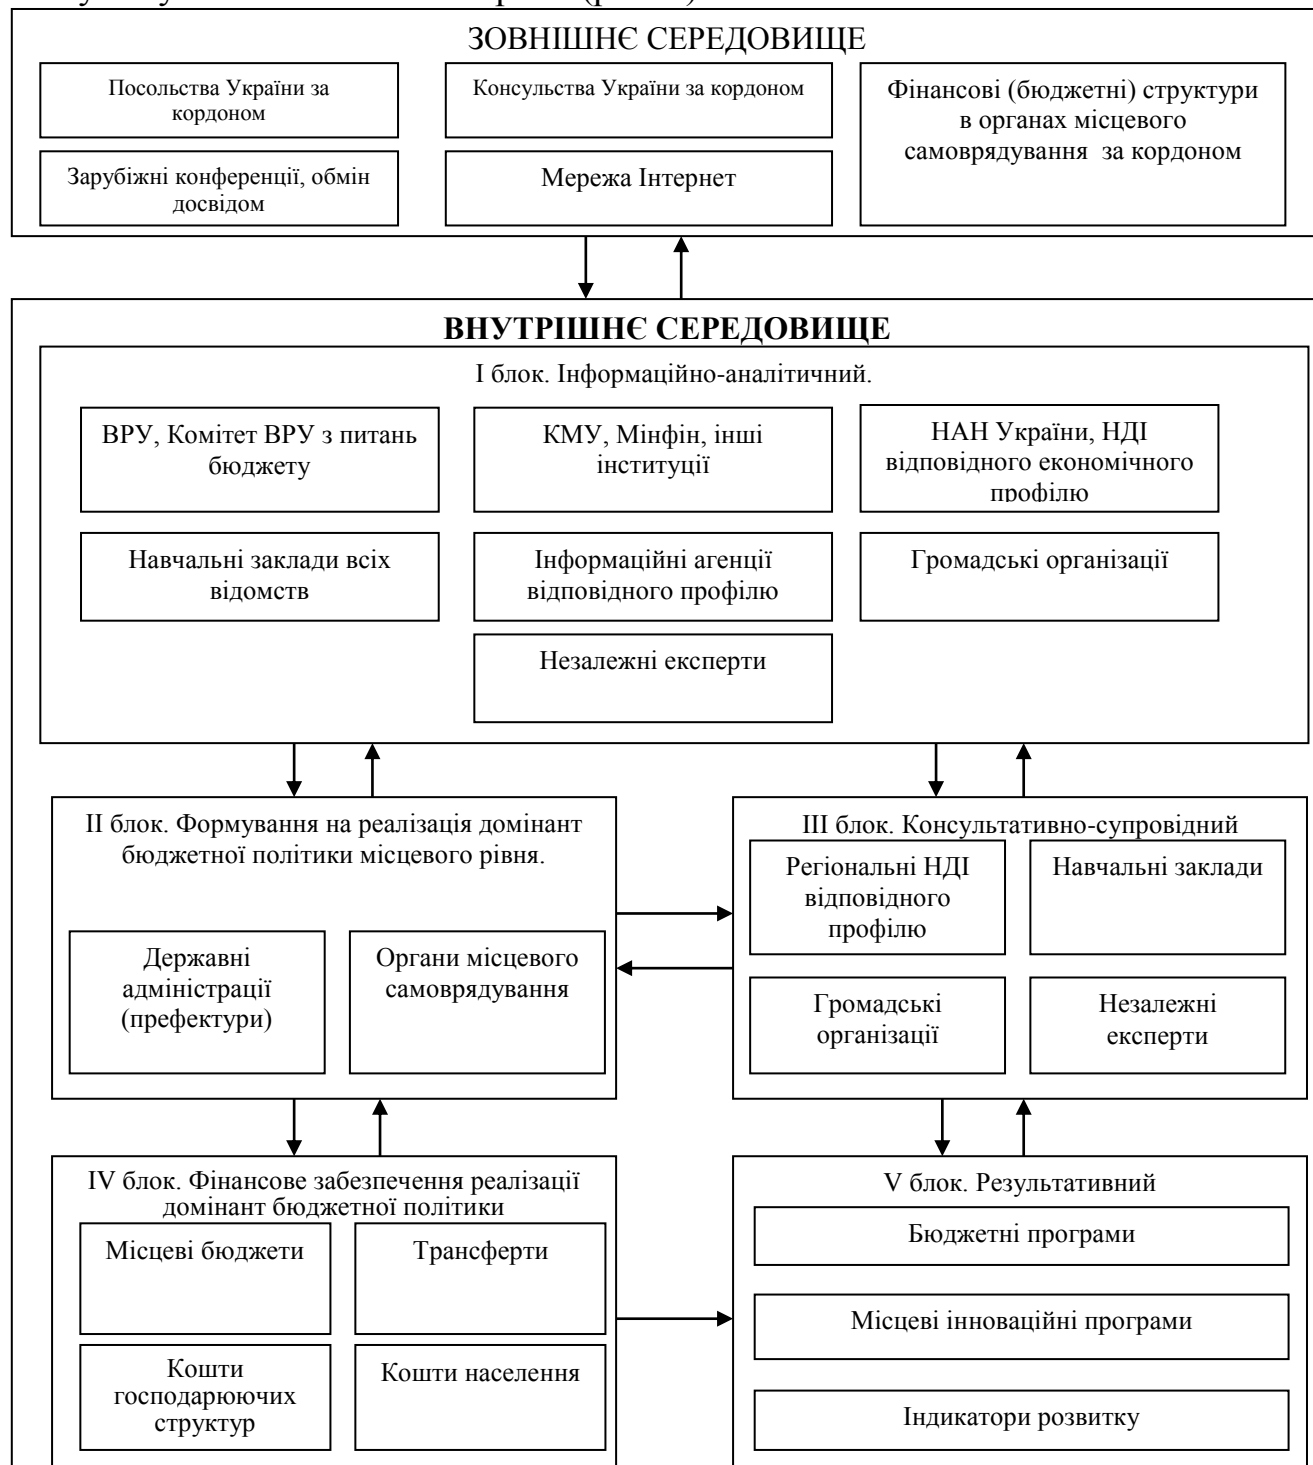 ЗОВНІШНЄ СЕРЕДОВИЩЕ
Посольства України за
кордоном
Консульства України за кордоном
Фінансові (бюджетні) структури
в органах місцевого
самоврядування за кордоном
Зарубіжні конференції, обмін
досвідом
Мережа Інтернет
ВНУТРІШНЄ СЕРЕДОВИЩЕ
І блок. Інформаційно-аналітичний.
ВРУ, Комітет ВРУ з питань
бюджету
КМУ, Мінфін, інші
інституції
НАН України, НДІ
відповідного економічного
профілю
Навчальні заклади всіх
відомств
Інформаційні агенції
відповідного профілю
Громадські організації
Незалежні експерти
ІІ блок. Формування на реалізація домінант
бюджетної політики місцевого рівня.
Державні
адміністрації
(префектури)
Органи місцевого
самоврядування
ІІІ блок. Консультативно-супровідний
Регіональні НДІ
відповідного
профілю
Навчальні заклади
Громадські
організації
Незалежні
експерти
IV блок. Фінансове забезпечення реалізації
домінант бюджетної політики
Місцеві бюджети
Трансферти
Кошти
господарюючих
структур
Кошти населення
V блок. Результативний
Бюджетні програми
Місцеві інноваційні програми
Індикатори розвитку